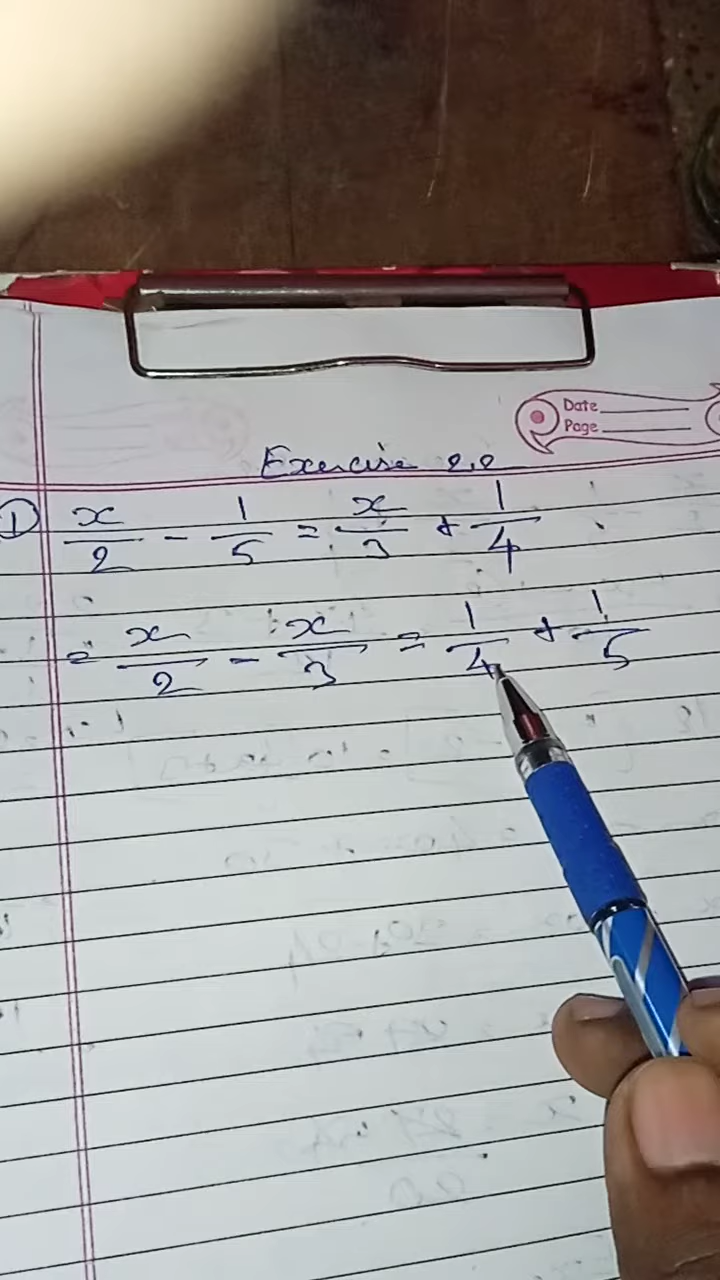 Date
Page
Exercise 2.2
① x/2 - 1/5 = x/3 + 1/4
= x/2 - x/3 = 1/4 + 1/5